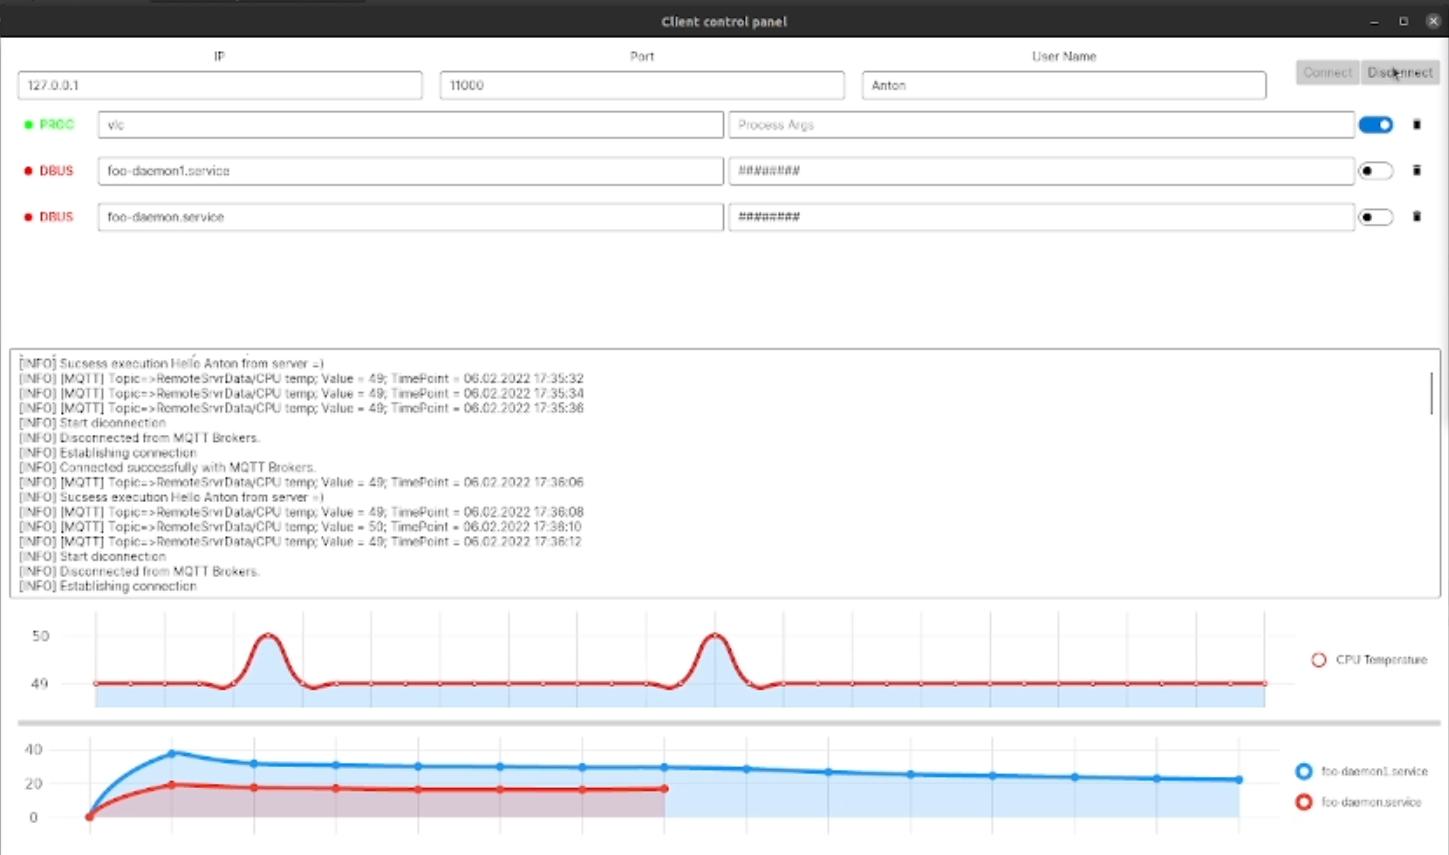 Client control panel
IP Port User Name
127.0.0.1 11000 Anton Connect Disconnect
PROC vlc Process Args
DBUS foo-daemon1.service ########
DBUS foo-daemon.service ########
[INFO] Sucsess execution Hello Anton from server =)
[INFO] [MQTT] Topic=>RemoteSrvrData/CPU temp; Value = 49; TimePoint = 06.02.2022 17:35:32
[INFO] [MQTT] Topic=>RemoteSrvrData/CPU temp; Value = 49; TimePoint = 06.02.2022 17:35:34
[INFO] [MQTT] Topic=>RemoteSrvrData/CPU temp; Value = 49; TimePoint = 06.02.2022 17:35:36
[INFO] Start diconnection
[INFO] Disconnected from MQTT Brokers.
[INFO] Establishing connection
[INFO] Connected successfully with MQTT Brokers.
[INFO] [MQTT] Topic=>RemoteSrvrData/CPU temp; Value = 49; TimePoint = 06.02.2022 17:36:06
[INFO] Sucsess execution Hello Anton from server =)
[INFO] [MQTT] Topic=>RemoteSrvrData/CPU temp; Value = 49; TimePoint = 06.02.2022 17:36:08
[INFO] [MQTT] Topic=>RemoteSrvrData/CPU temp; Value = 50; TimePoint = 06.02.2022 17:36:10
[INFO] [MQTT] Topic=>RemoteSrvrData/CPU temp; Value = 49; TimePoint = 06.02.2022 17:36:12
[INFO] Start diconnection
[INFO] Disconnected from MQTT Brokers.
[INFO] Establishing connection
50
CPU Temperature
49
40
foo-daemon1.service
20
foo-daemon.service
0